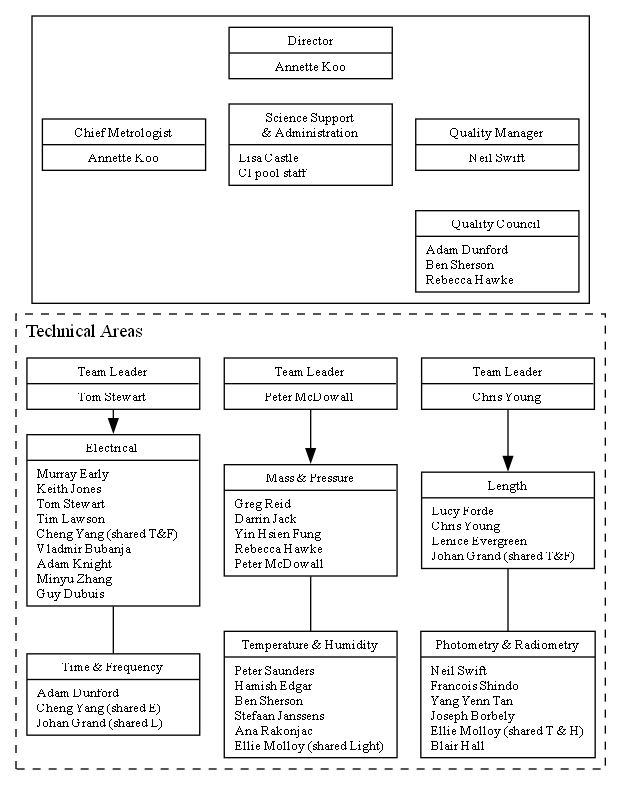 Director
Annette Koo
Chief Metrologist
Annette Koo
Science Support
& Administration
Lisa Castle
CI pool staff
Quality Manager
Neil Swift
Quality Council
Adam Dunford
Ben Sherson
Rebecca Hawke
Technical Areas
Team Leader
Tom Stewart
Electrical
Murray Early
Keith Jones
Tom Stewart
Tim Lawson
Cheng Yang (shared T&F)
Vladmir Bubanja
Adam Knight
Minyu Zhang
Guy Dubuis
Time & Frequency
Adam Dunford
Cheng Yang (shared E)
Johan Grand (shared L)
Team Leader
Peter McDowall
Mass & Pressure
Greg Reid
Darrin Jack
Yin Hsien Fung
Rebecca Hawke
Peter McDowall
Temperature & Humidity
Peter Saunders
Hamish Edgar
Ben Sherson
Stefaan Janssens
Ana Rakonjac
Ellie Molloy (shared Light)
Team Leader
Chris Young
Length
Lucy Forde
Chris Young
Lenice Evergreen
Johan Grand (shared T&F)
Photometry & Radiometry
Neil Swift
Francois Shindo
Yang Yenn Tan
Joseph Borbely
Ellie Molloy (shared T & H)
Blair Hall